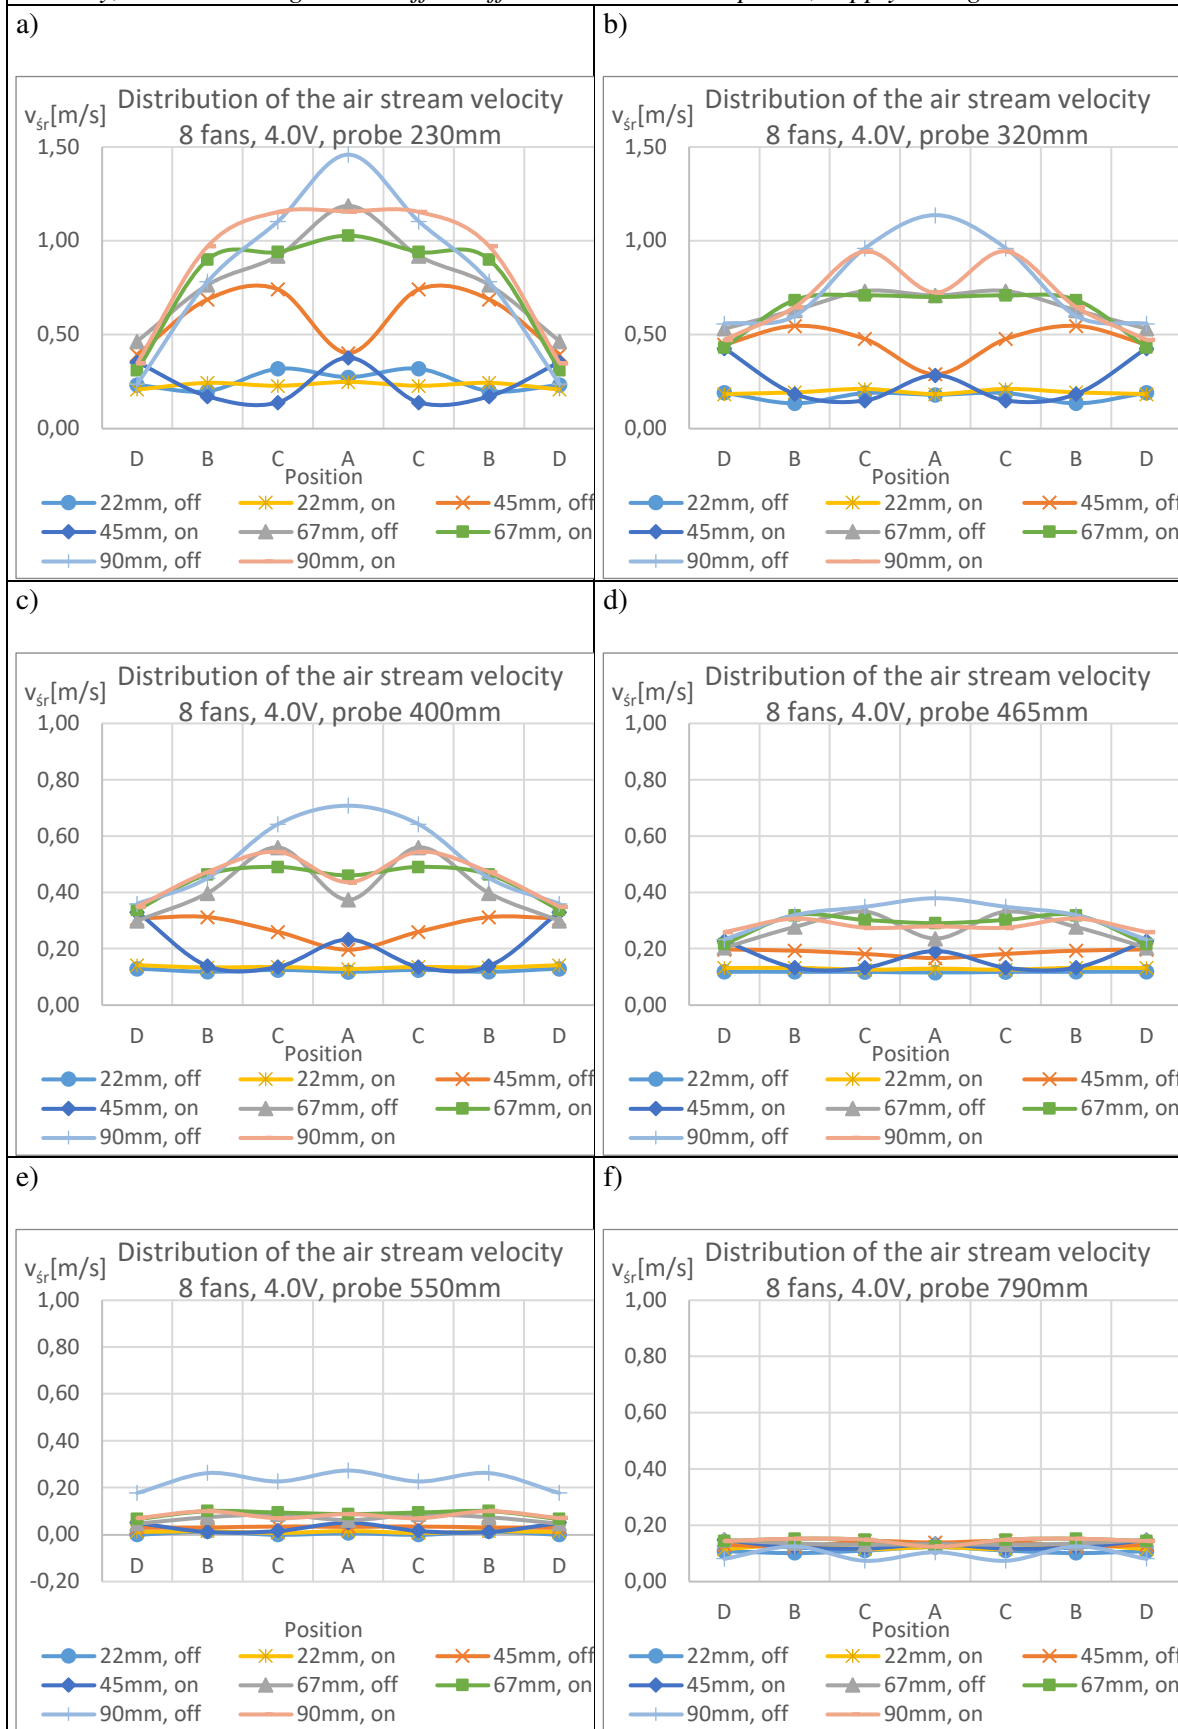 a)
b)
Distribution of the air stream velocity
8 fans, 4.0V, probe 230mm
vśr[m/s]
1,50
1,00
0,50
0,00
D B C A C B D
Position
22mm, off 22mm, on 45mm, off
45mm, on 67mm, off 67mm, on
90mm, off 90mm, on
Distribution of the air stream velocity
8 fans, 4.0V, probe 320mm
vśr[m/s]
1,50
1,00
0,50
0,00
D B C A C B D
Position
22mm, off 22mm, on 45mm, off
45mm, on 67mm, off 67mm, on
90mm, off 90mm, on
c)
d)
Distribution of the air stream velocity
8 fans, 4.0V, probe 400mm
vśr[m/s]
1,00
0,80
0,60
0,40
0,20
0,00
D B C A C B D
Position
22mm, off 22mm, on 45mm, off
45mm, on 67mm, off 67mm, on
90mm, off 90mm, on
Distribution of the air stream velocity
8 fans, 4.0V, probe 465mm
vśr[m/s]
1,00
0,80
0,60
0,40
0,20
0,00
D B C A C B D
Position
22mm, off 22mm, on 45mm, off
45mm, on 67mm, off 67mm, on
90mm, off 90mm, on
e)
f)
Distribution of the air stream velocity
8 fans, 4.0V, probe 550mm
vśr[m/s]
1,00
0,80
0,60
0,40
0,20
0,00
-0,20
D B C A C B D
Position
22mm, off 22mm, on 45mm, off
45mm, on 67mm, off 67mm, on
90mm, off 90mm, on
Distribution of the air stream velocity
8 fans, 4.0V, probe 790mm
vśr[m/s]
1,00
0,80
0,60
0,40
0,20
0,00
D B C A C B D
Position
22mm, off 22mm, on 45mm, off
45mm, on 67mm, off 67mm, on
90mm, off 90mm, on